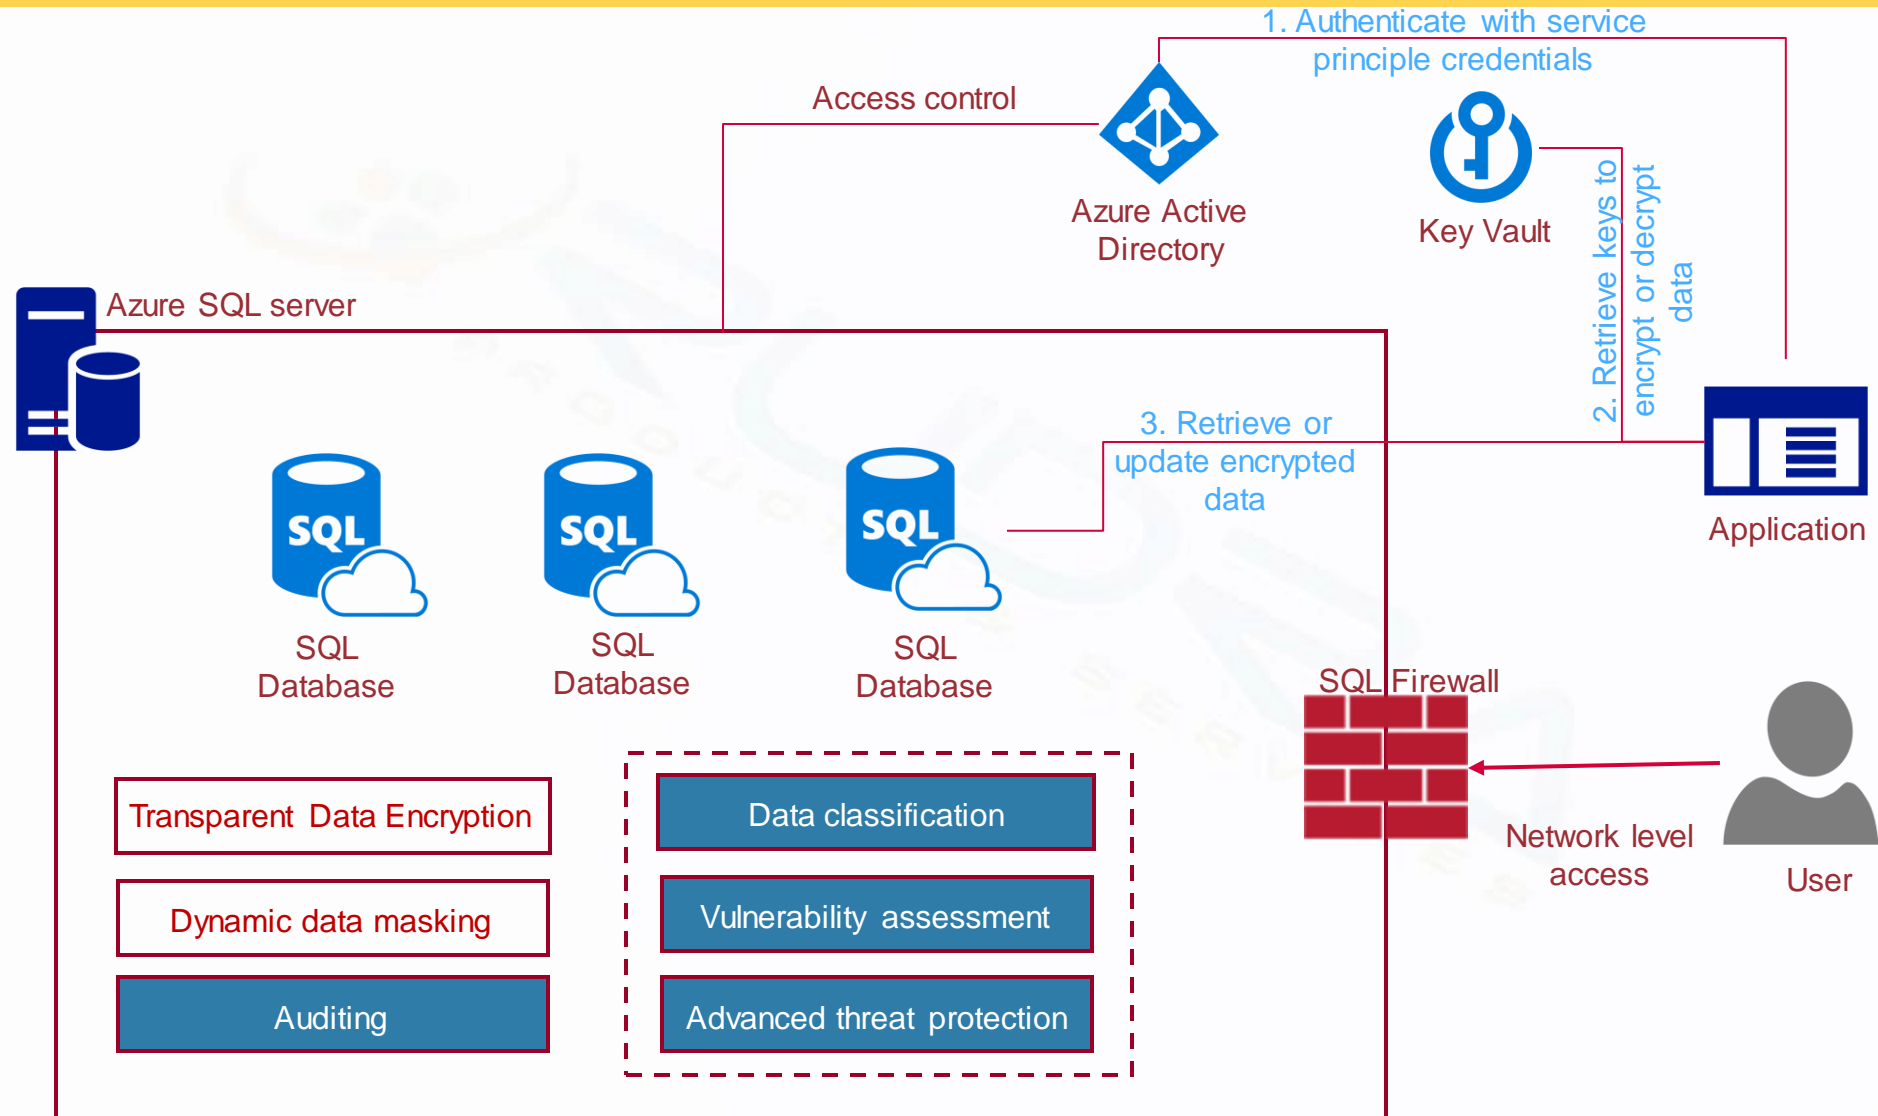 1. Authenticate with service
principle credentials
Access control
Azure Active
Directory
Key Vault
2. Retrieve keys to
encrypt or decrypt
data
Azure SQL server
3. Retrieve or
update encrypted
data
Application
SQL
SQL
SQL
SQL
Database
SQL
Database
SQL
Database
SQL Firewall
Network level
access
User
Transparent Data Encryption
Dynamic data masking
Auditing
Data classification
Vulnerability assessment
Advanced threat protection